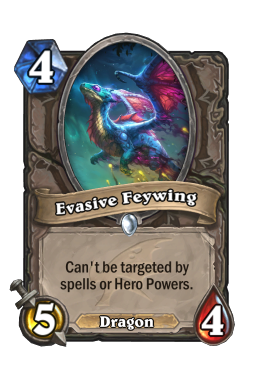 4
Evasive Feywing
Can't be targeted by
spells or Hero Powers.
5
Dragon
4